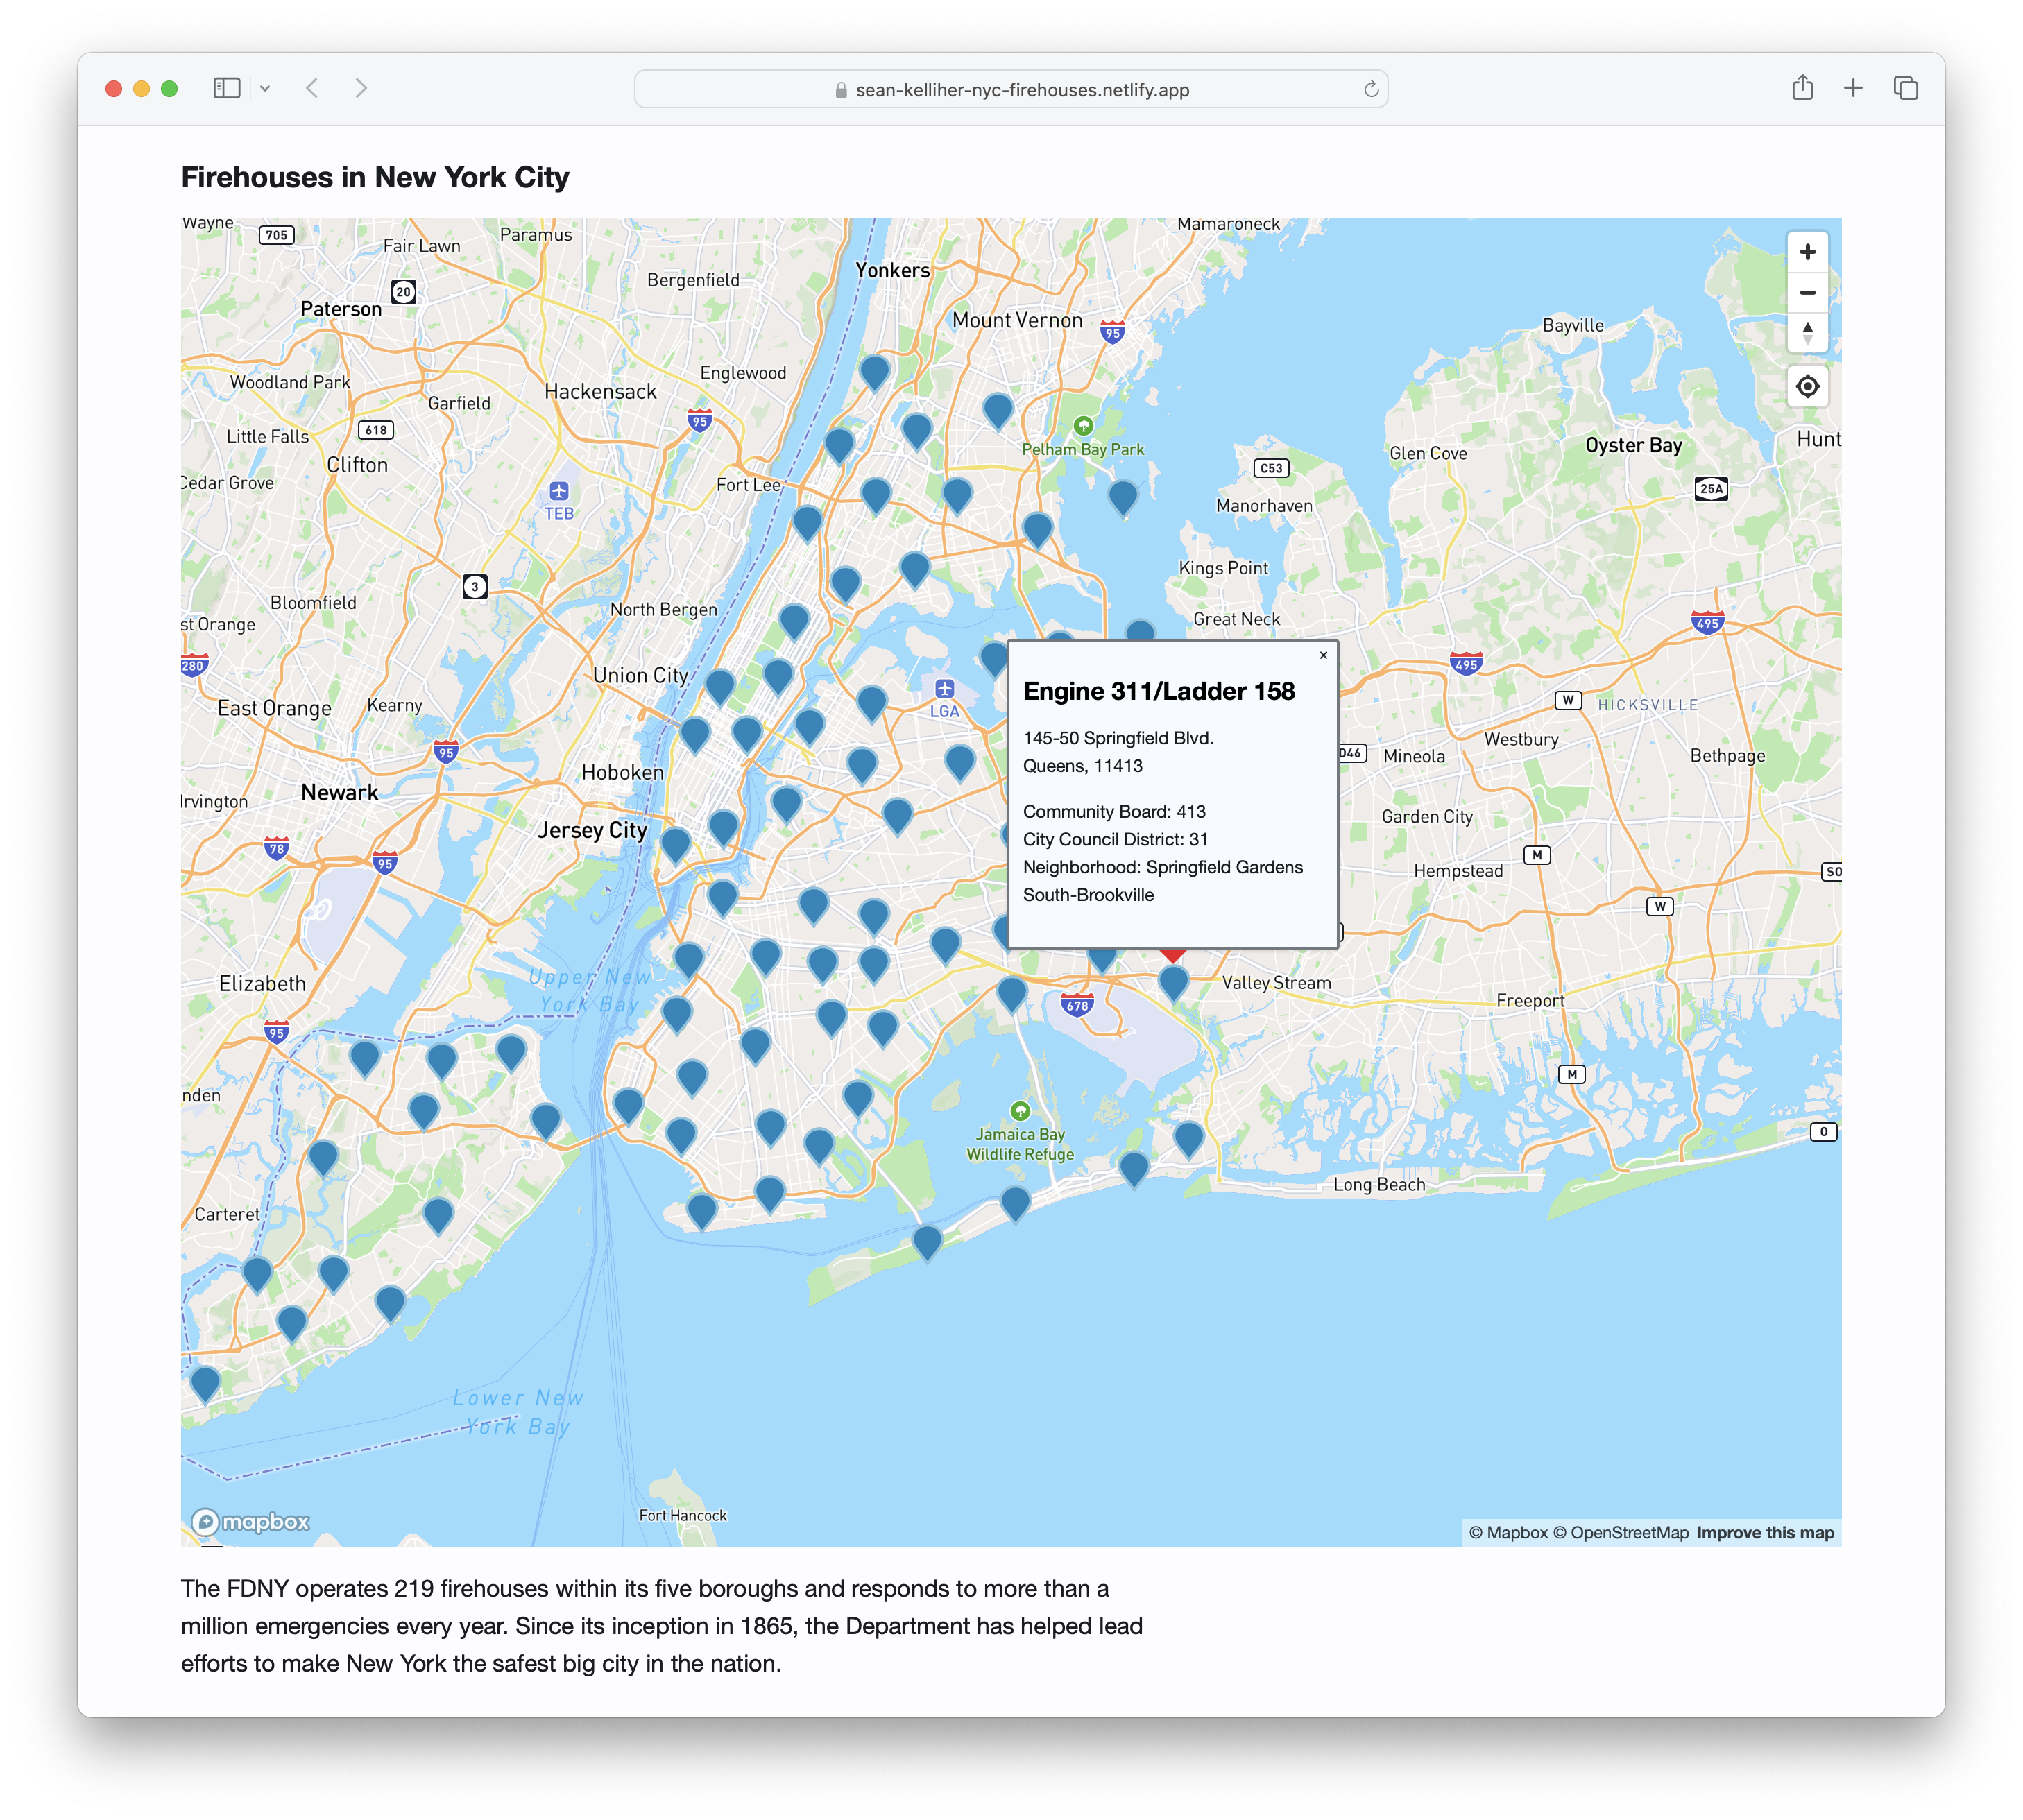 sean-kelliher-nyc-firehouses.netlify.app
Firehouses in New York City
Wayne
705
Fair Lawn
Paramus
Mamaroneck
Bergenfield
Yonkers
20
Paterson
Mount Vernon
95
Bayville
Woodland Park
Hackensack
Englewood
Garfield
95
618
Little Falls
Clifton
Pelham Bay Park
Glen Cove
Oyster Bay
Hunt
C53
Cedar Grove
Fort Lee
TEB
Manorhaven
25A
3
Kings Point
Bloomfield
North Bergen
Great Neck
st Orange
495
280
Union City
495
LGA
East Orange
Kearny
W
HICKSVILLE
Westbury
95
D46
Mineola
Bethpage
Hoboken
Newark
Irvington
Jersey City
Garden City
78
95
M
Hempstead
SO
W
Engine 311/Ladder 158
×
145-50 Springfield Blvd.
Queens, 11413
Community Board: 413
City Council District: 31
Neighborhood: Springfield Gardens
South-Brookville
Elizabeth
Upper New
York Bay
678
Valley Stream
Freeport
95
nden
M
Jamaica Bay
Wildlife Refuge
O
Long Beach
Carteret
Lower New
York Bay
Fort Hancock
mapbox
© Mapbox © OpenStreetMap Improve this map
The FDNY operates 219 firehouses within its five boroughs and responds to more than a
million emergencies every year. Since its inception in 1865, the Department has helped lead
efforts to make New York the safest big city in the nation.